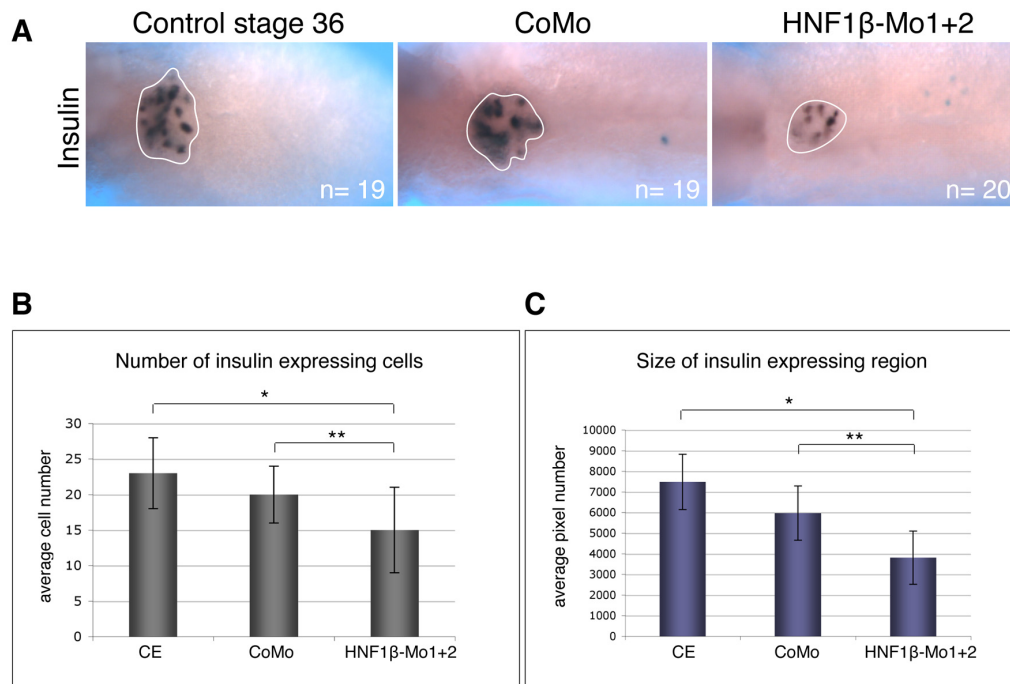 A
Control stage 36
CoMo
HNF1β-Mo1+2
Insulin
n= 19
n= 19
n= 20
B
Number of insulin expressing cells
*
**
average cell number
30
25
20
15
10
5
0
CE
CoMo
HNF1β-Mo1+2
C
Size of insulin expressing region
*
**
average pixel number
10000
9000
8000
7000
6000
5000
4000
3000
2000
1000
0
CE
CoMo
HNF1β-Mo1+2